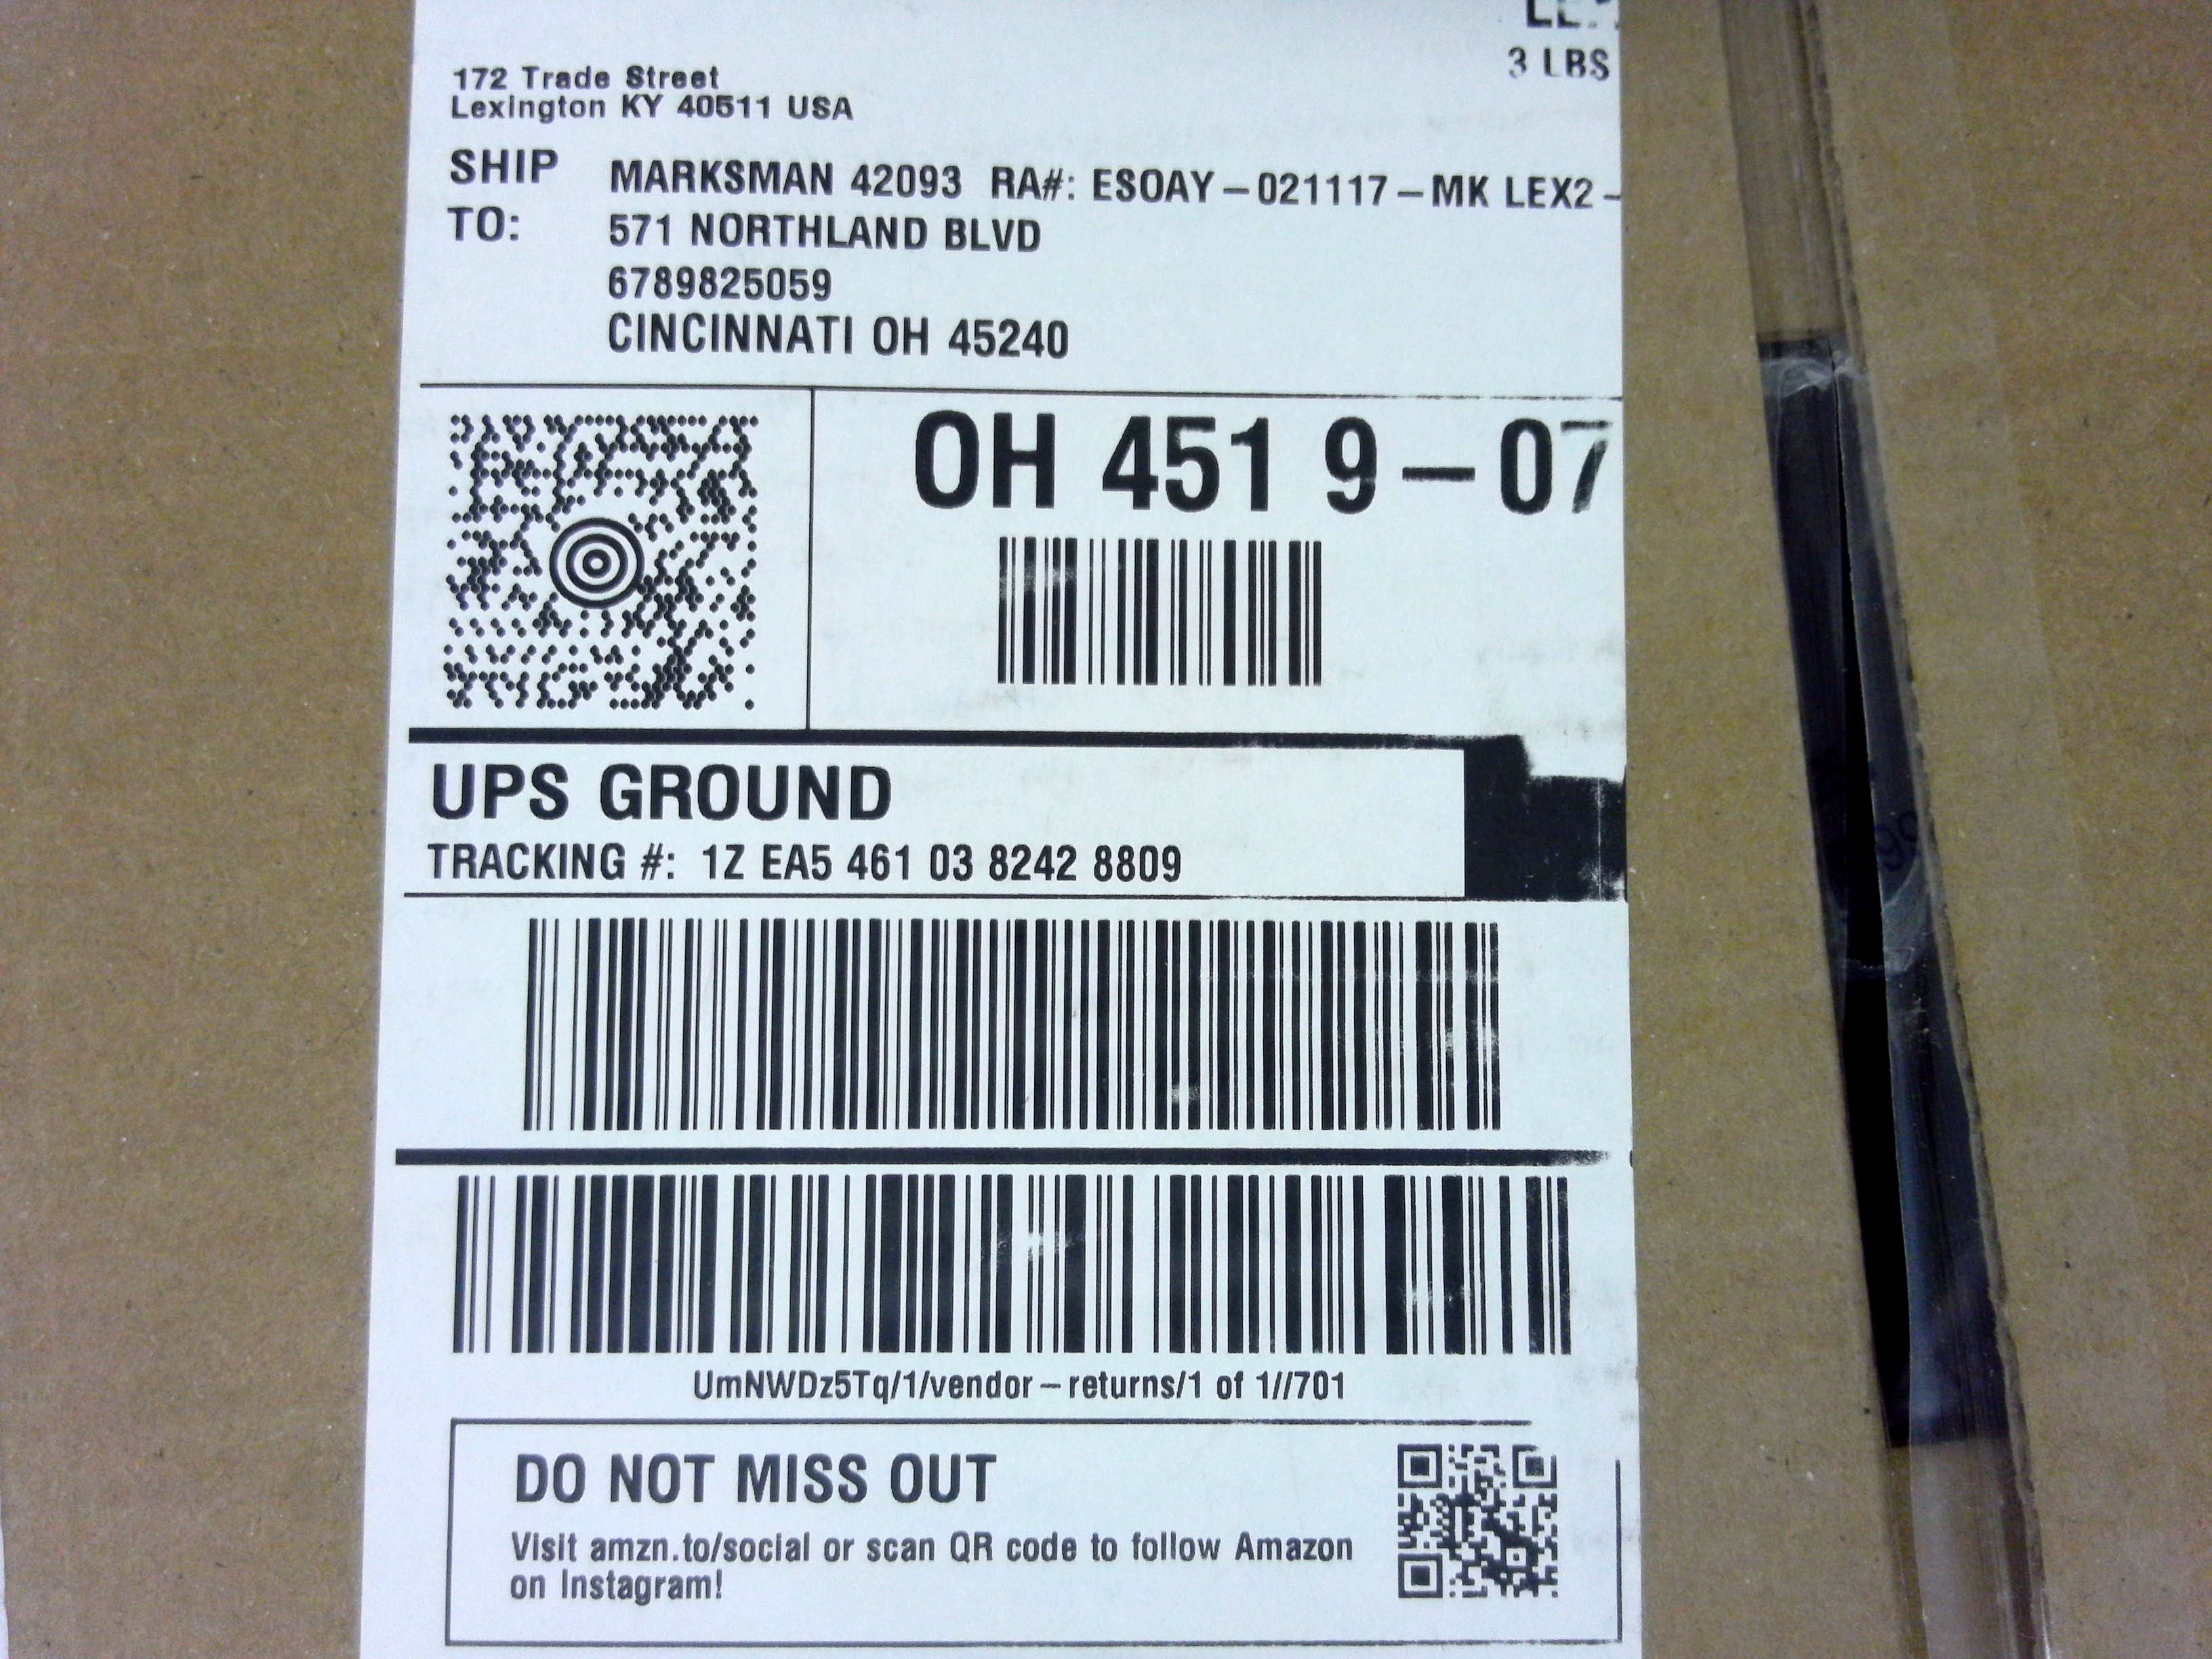 3 LBS
172 Trade Street
Lexington KY 40511 USA
SHIP TO:
MARKSMAN 42093 RA#: ESOAY-021117-MK LEX2-
571 NORTHLAND BLVD
6789825059
CINCINNATI OH 45240
OH 451 9-07
UPS GROUND
TRACKING #: 1Z EA5 461 03 8242 8809
UmNWDz5Tq/1/vendor-returns/1 of 1//701
DO NOT MISS OUT
Visit amzn.to/social or scan QR code to follow Amazon
on Instagram!